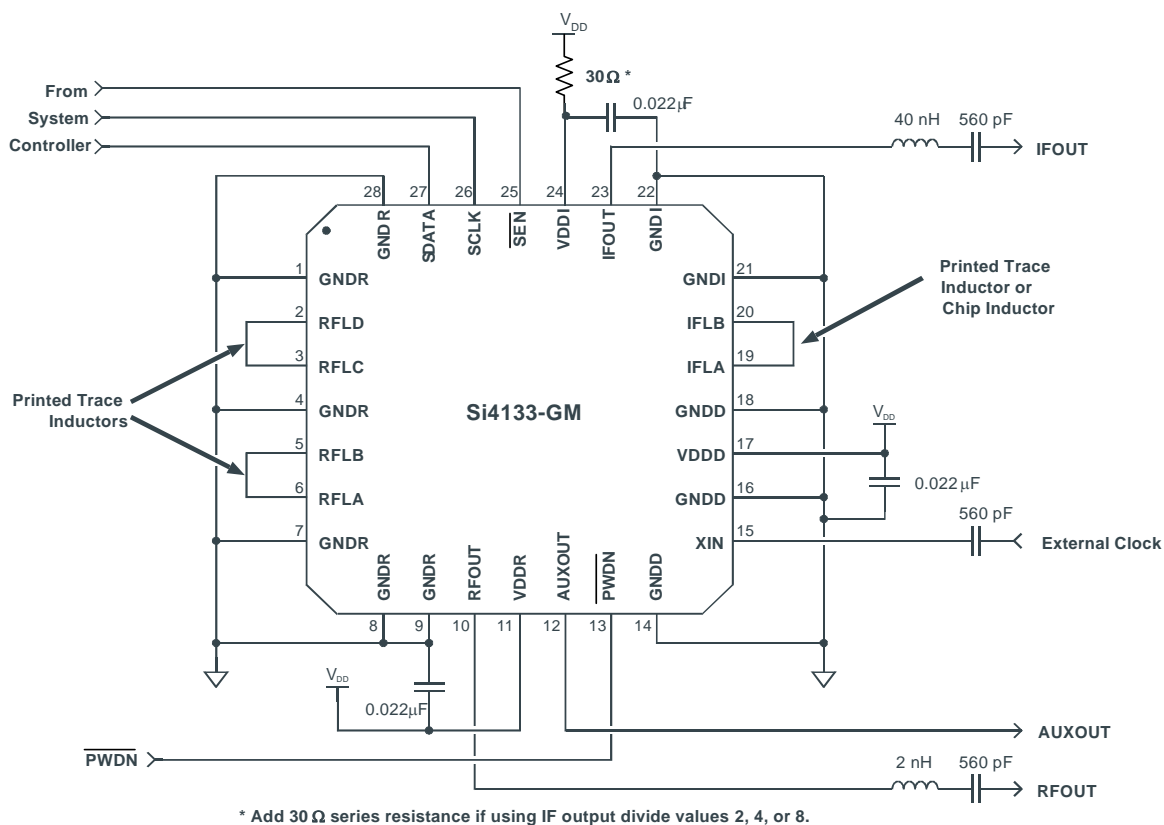 VDD
30Ω *
0.022μF
From
System
Controller
40 nH
560 pF
IFOUT
28
27
26
25
24
23
22
GNDR
SDATA
SCLK
SEN
VDDI
IFOUT
GNDI
1
GNDR
2
RFLD
3
RFLC
4
GNDR
5
RFLB
6
RFLA
7
GNDR
Printed Trace
Inductors
Si4133-GM
21
GNDI
20
IFLB
19
IFLA
18
GNDD
17
VDDD
16
GNDD
15
XIN
Printed Trace
Inductor or
Chip Inductor
VDD
0.022μF
560 pF
External Clock
GNDR
GNDR
RFOUT
VDDR
AUXOUT
PWDN
GNDD
8
9
10
11
12
13
14
VDD
0.022μF
AUXOUT
PWDN
2 nH
560 pF
RFOUT
* Add 30 Ω series resistance if using IF output divide values 2, 4, or 8.